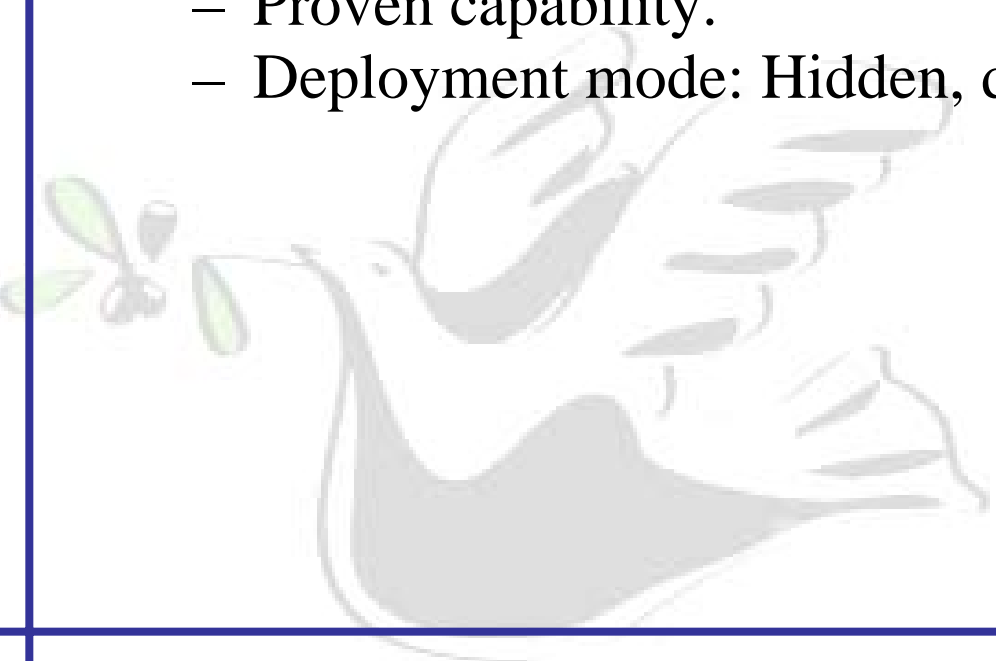 – Proven capability.
– Deployment mode: Hidden,